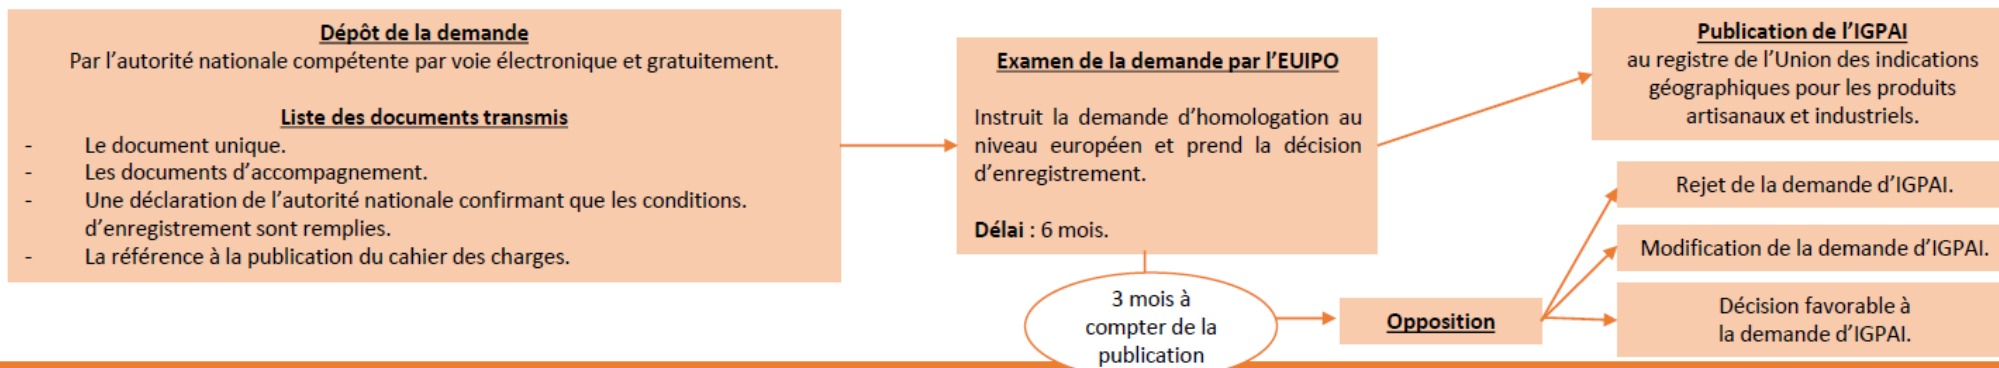 Dépôt de la demande
Par l’autorité nationale compétente par voie électronique et gratuitement.
Liste des documents transmis
- Le document unique.
- Les documents d’accompagnement.
- Une déclaration de l’autorité nationale confirmant que les conditions.
d’enregistrement sont remplies.
- La référence à la publication du cahier des charges.
Examen de la demande par l’EUIPO
Instruit la demande d’homologation au
niveau européen et prend la décision
d’enregistrement.
Délai : 6 mois.
3 mois à
compter de la
publication
Opposition
Publication de l’IGPAI
au registre de l’Union des indications
géographiques pour les produits
artisanaux et industriels.
Rejet de la demande d’IGPAI.
Modification de la demande d’IGPAI.
Décision favorable à
la demande d’IGPAI.